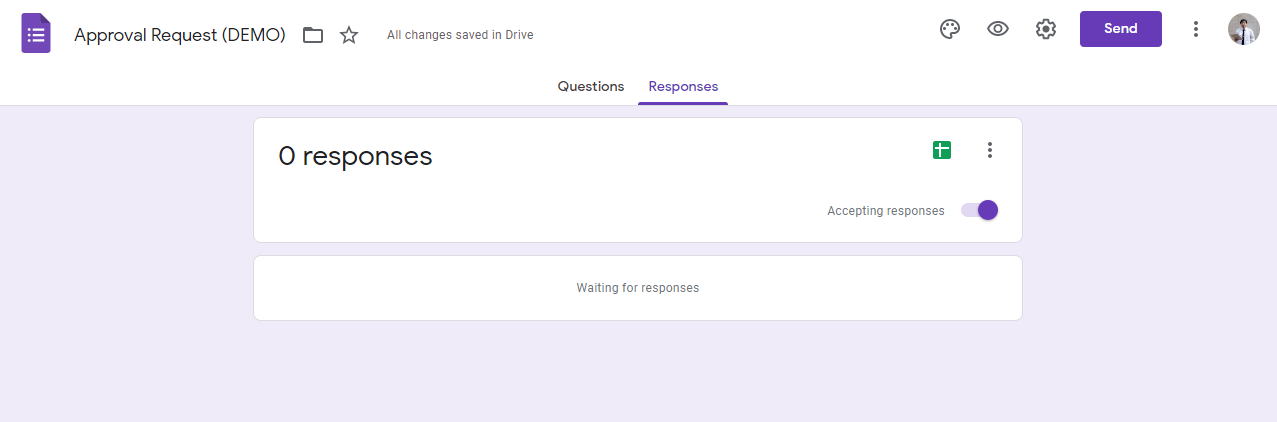 Approval Request (DEMO)
All changes saved in Drive
Send
Questions
Responses
0 responses
Accepting responses
Waiting for responses